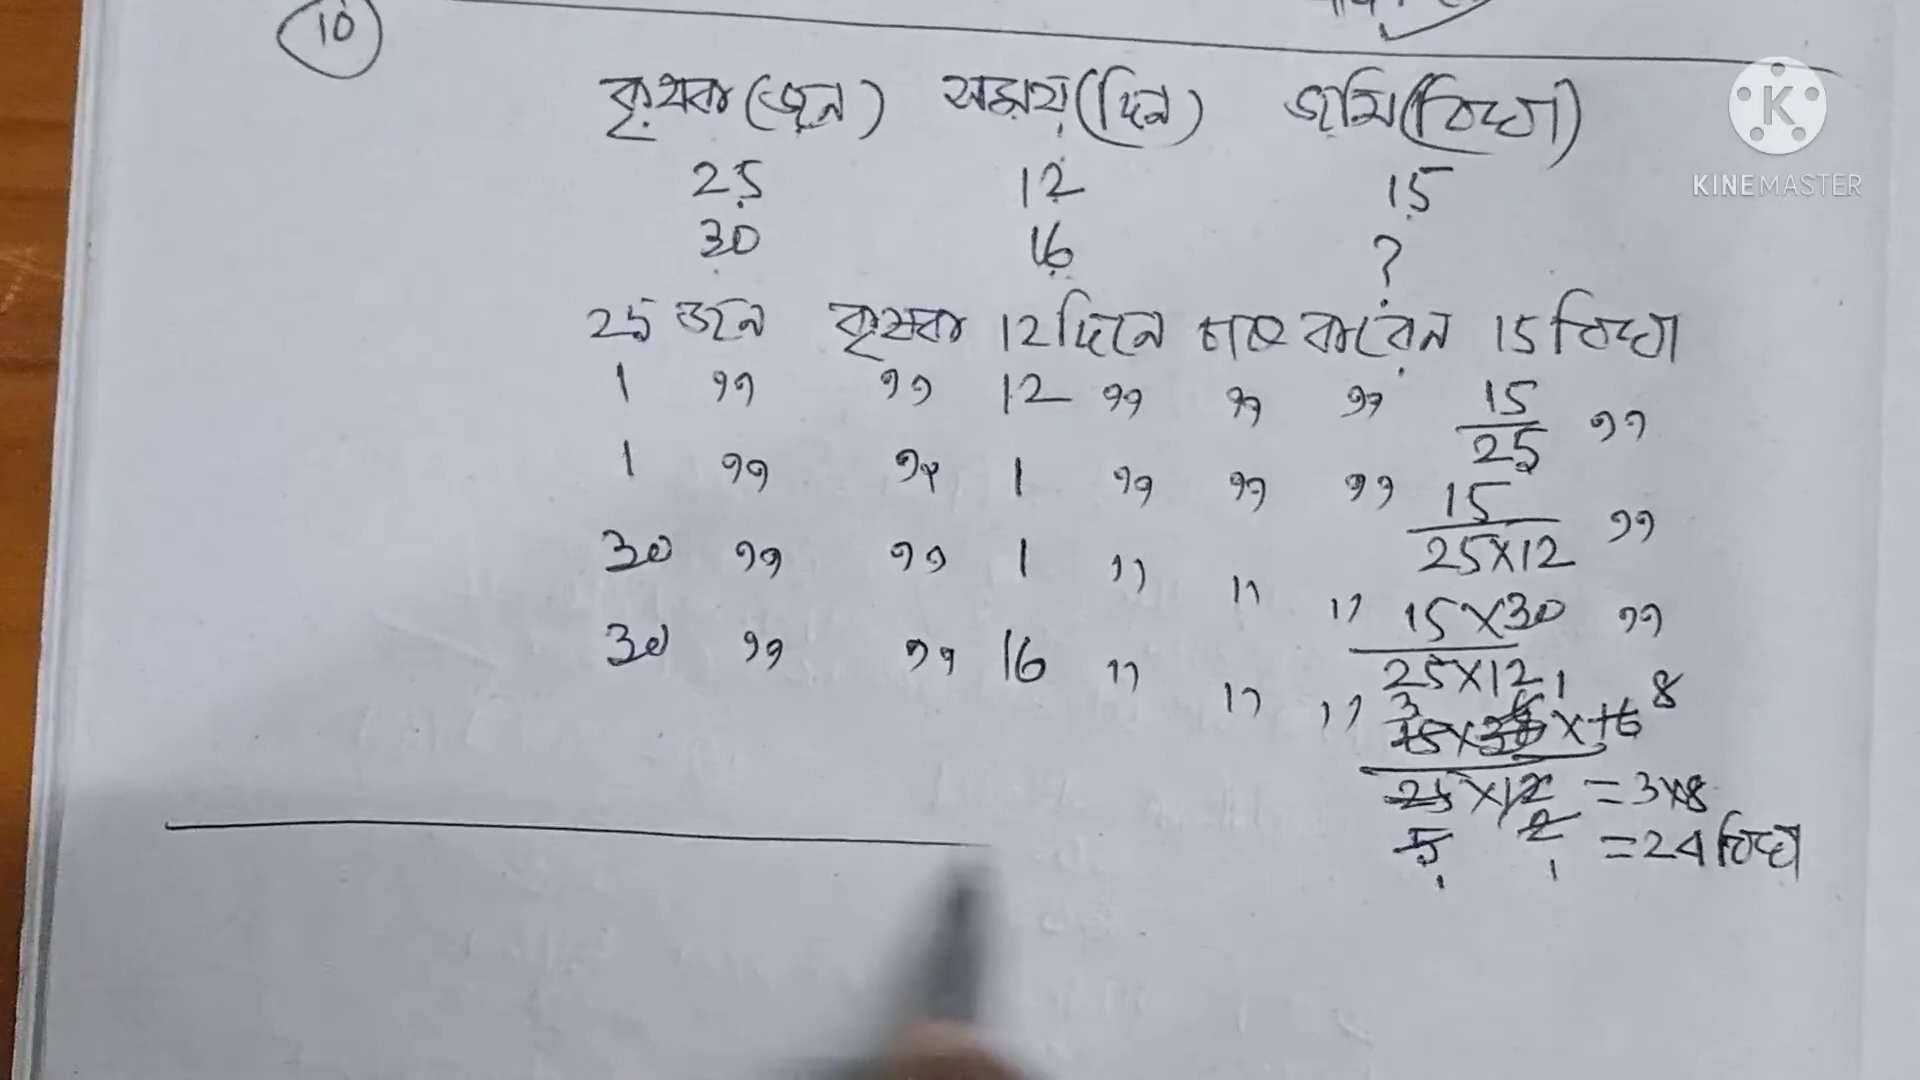 10
কৃষক (জন) সময় (দিন) জমি (বিঘা)
25 12 15
30 16 ?
25 জন কৃষক 12 দিনে চাষ করেন 15 বিঘা
1 ,, ,, 12 ,, ,, ,, 15/25 ,,
1 ,, ,, 1 ,, ,, ,, 15/25×12 ,,
30 ,, ,, 1 ,, ,, ,, 15×30/25×12 ,,
30 ,, ,, 16 ,, ,, ,, 15×30×16/25×12 = 3×8
= 24 বিঘা
K
KINEMASTER